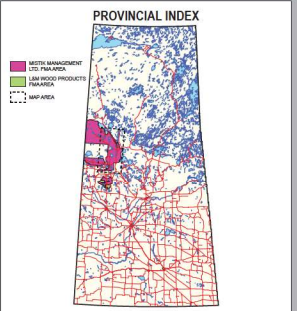 PROVINCIAL INDEX
MISTIK MANAGEMENT
LTD. FMA AREA
L&M WOOD PRODUCTS
FMA AREA
MAP AREA